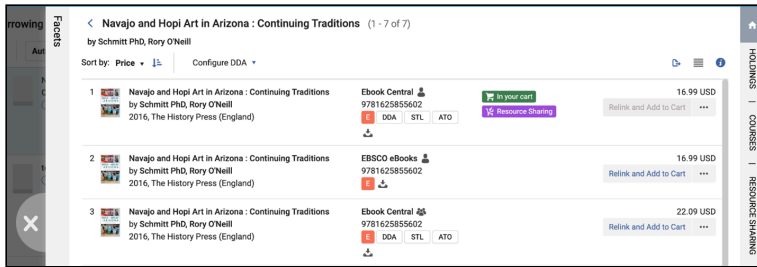 rrowing
Aut
Facets
Navajo and Hopi Art in Arizona : Continuing Traditions (1 - 7 of 7)
by Schmitt PhD, Rory O'Neill
Sort by: Price
Configure DDA
1
Navajo and Hopi Art in Arizona : Continuing Traditions
by Schmitt PhD, Rory O'Neill
2016, The History Press (England)
Ebook Central
9781625855602
E DDA STL ATO
In your cart
Resource Sharing
16.99 USD
Relink and Add to Cart ...
2
Navajo and Hopi Art in Arizona : Continuing Traditions
by Schmitt PhD, Rory O'Neill
2016, The History Press (England)
EBSCO eBooks
9781625855602
E
16.99 USD
Relink and Add to Cart ...
3
Navajo and Hopi Art in Arizona : Continuing Traditions
by Schmitt PhD, Rory O'Neill
2016, The History Press (England)
Ebook Central
9781625855602
E DDA STL ATO
22.09 USD
Relink and Add to Cart ...
HOLDINGS | COURSES | RESOURCE SHARING